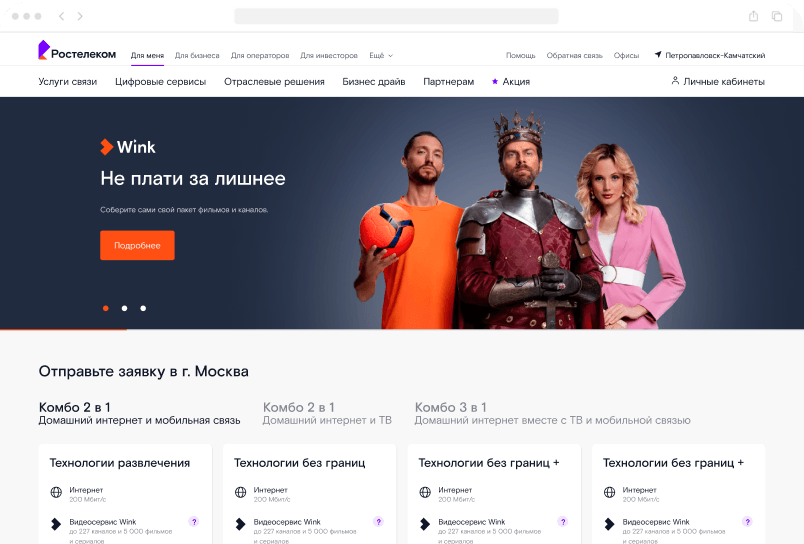 Ростелеком
Для меня Для бизнеса Для операторов Для инвесторов Ещё Помощь Обратная связь Офисы Петропавловск-Камчатский
Услуги связи Цифровые сервисы Отраслевые решения Бизнес драйв Партнерам Акция Личные кабинеты
Wink
Не плати за лишнее
Соберите сами свой пакет фильмов и каналов.
Подробнее
Отправьте заявку в г. Москва
Комбо 2 в 1
Домашний интернет и мобильная связь
Комбо 2 в 1
Домашний интернет и ТВ
Комбо 3 в 1
Домашний интернет вместе с ТВ и мобильной связью
Технологии развлечения
Интернет
200 Мбит/с
Видеосервис Wink ?
до 227 каналов и 5 000 фильмов
и сериалов
Технологии без границ
Интернет
200 Мбит/с
Видеосервис Wink ?
до 227 каналов и 5 000 фильмов
и сериалов
Технологии без границ +
Интернет
200 Мбит/с
Видеосервис Wink ?
до 227 каналов и 5 000 фильмов
и сериалов
Технологии без границ +
Интернет
200 Мбит/с
Видеосервис Wink ?
до 227 каналов и 5 000 фильмов
и сериалов